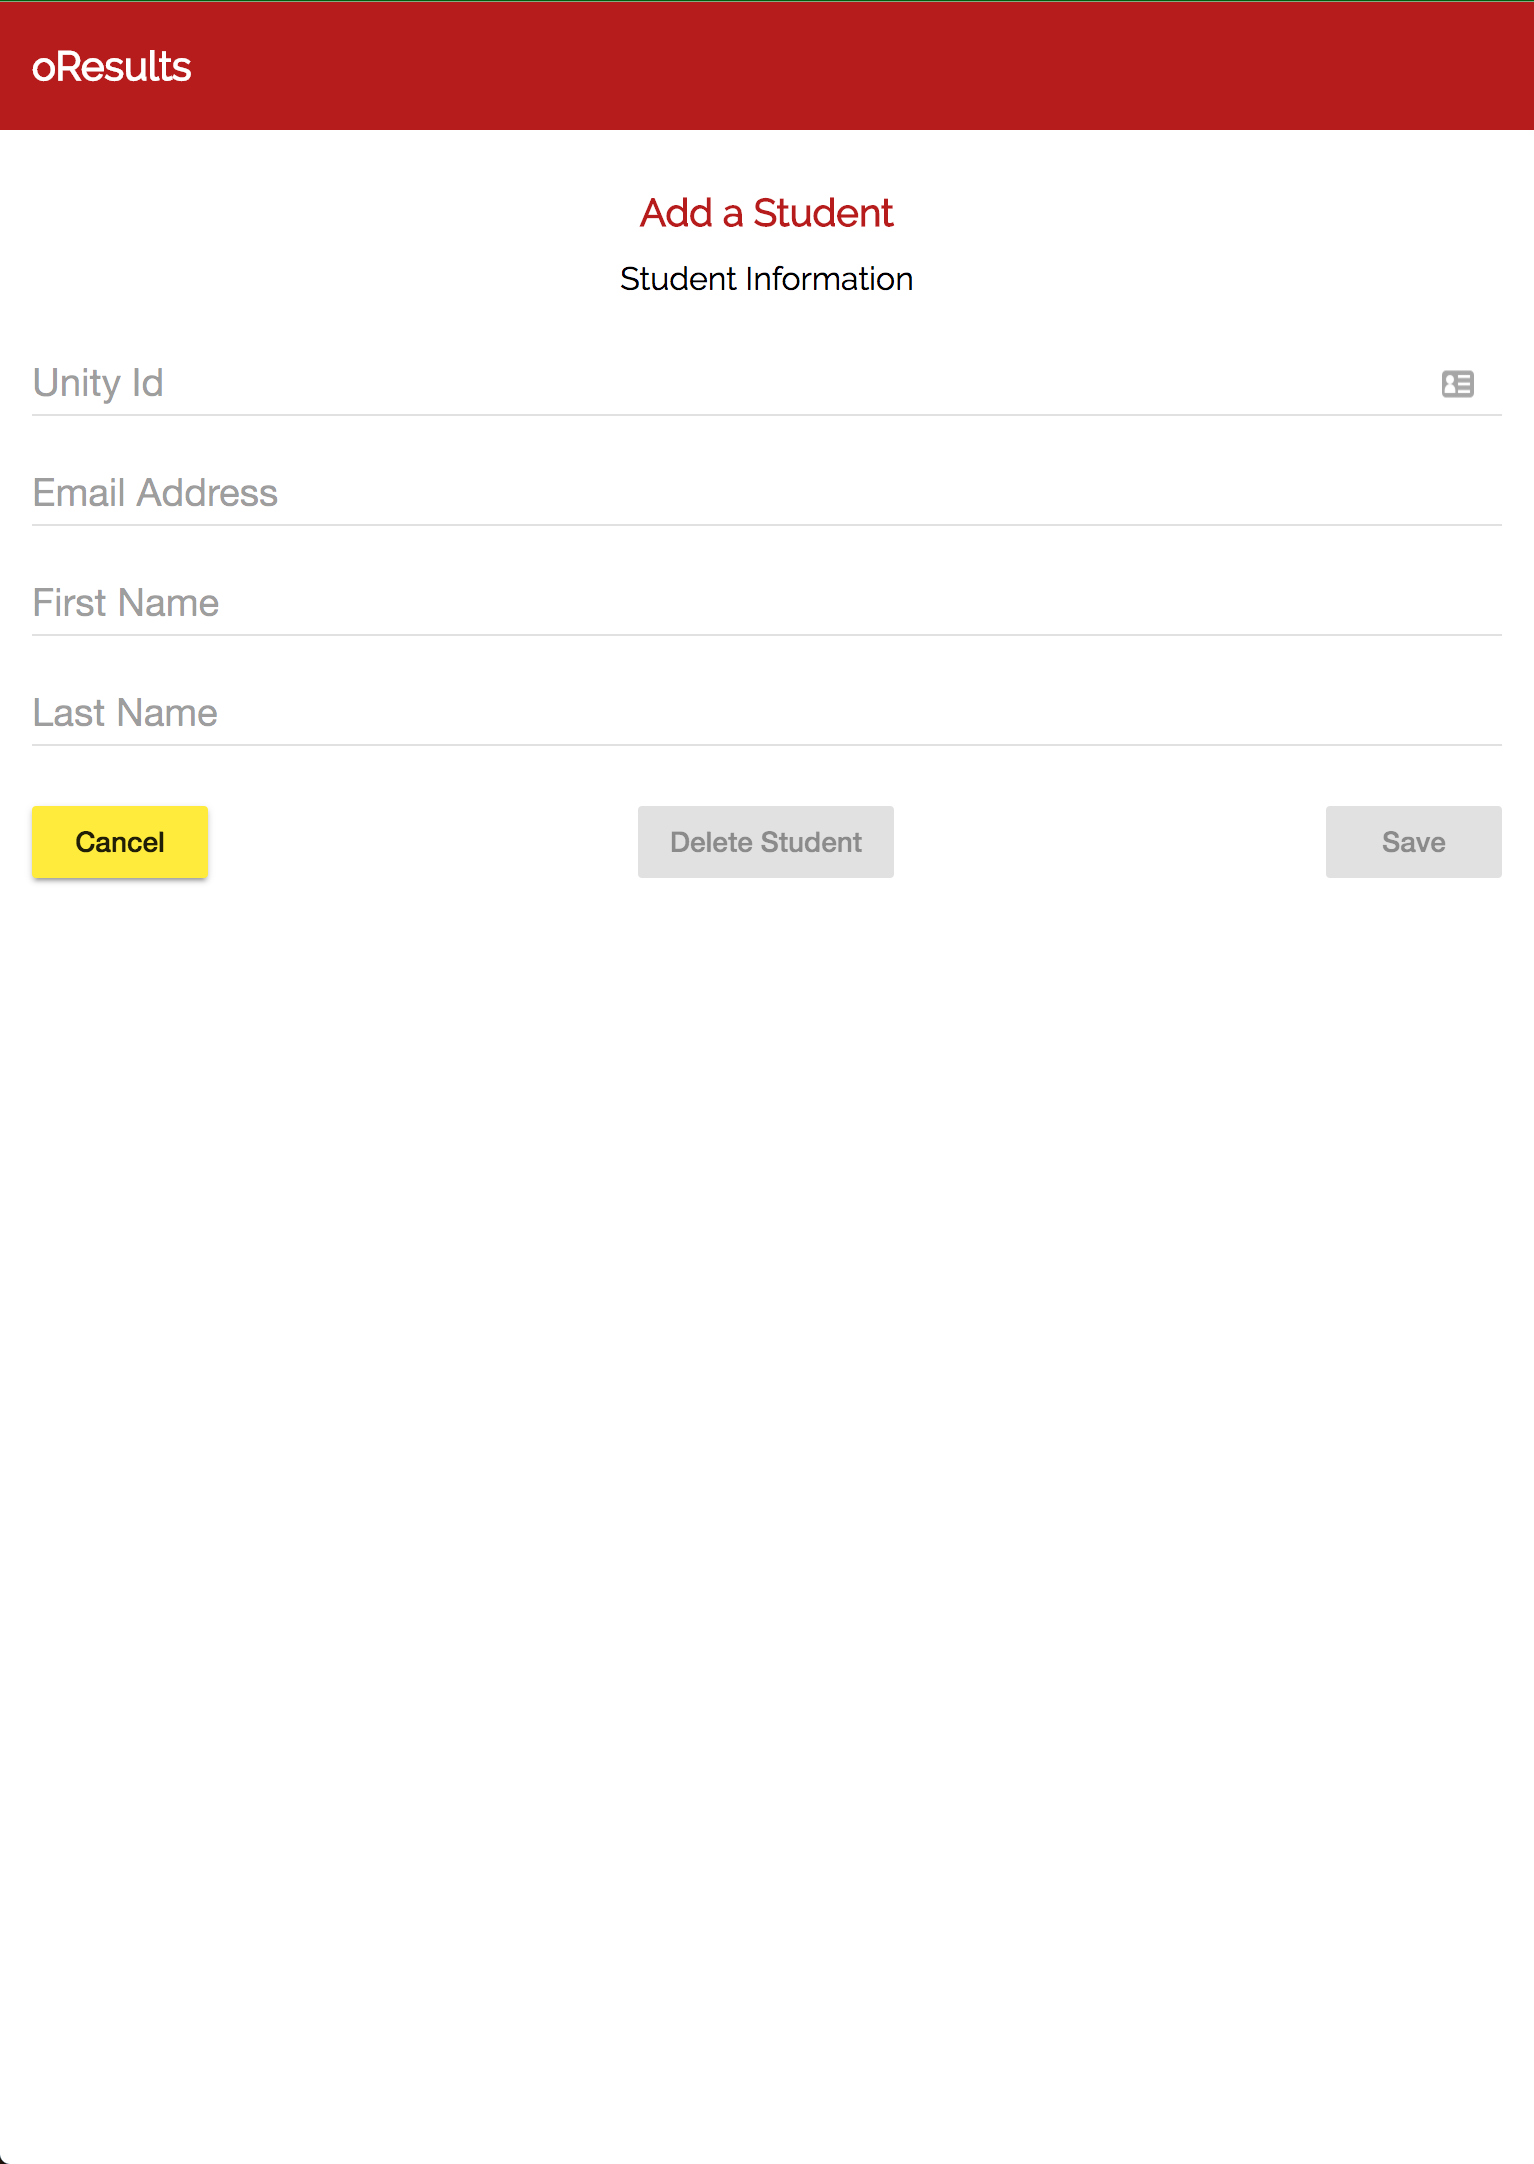 oResults
Add a Student
Student Information
Unity Id
Email Address
First Name
Last Name
Cancel
Delete Student
Save